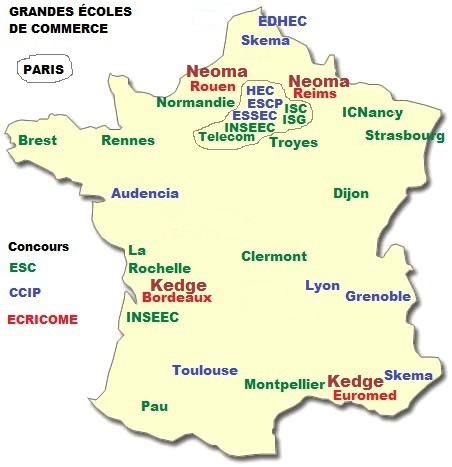 GRANDES ÉCOLES
DE COMMERCE
PARIS
EDHEC
Skema
Neoma
Rouen
Normandie
HEC
ESCP
ESSEC
INSEEC
Telecom
ISC
ISG
Neoma
Reims
ICNancy
Strasbourg
Troyes
Brest
Rennes
Audencia
Dijon
Concours
ESC
CCIP
ECRICOME
La
Rochelle
Kedge
Bordeaux
INSEEC
Clermont
Lyon
Grenoble
Toulouse
Pau
Montpellier
Kedge
Euromed
Skema